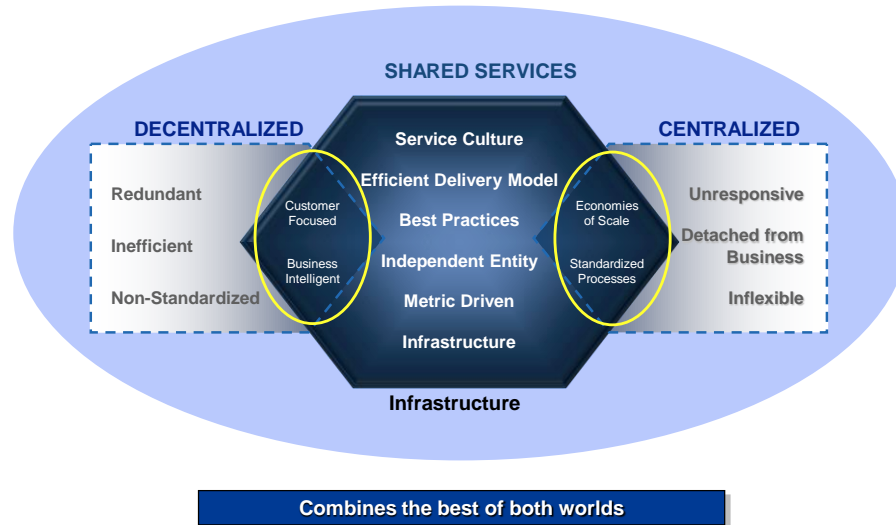 SHARED SERVICES
DECENTRALIZED
CENTRALIZED
Redundant
Inefficient
Non-Standardized
Customer
Focused
Business
Intelligent
Service Culture
Efficient Delivery Model
Best Practices
Independent Entity
Metric Driven
Infrastructure
Economies
of Scale
Standardized
Processes
Unresponsive
Detached from
Business
Inflexible
Infrastructure
Combines the best of both worlds